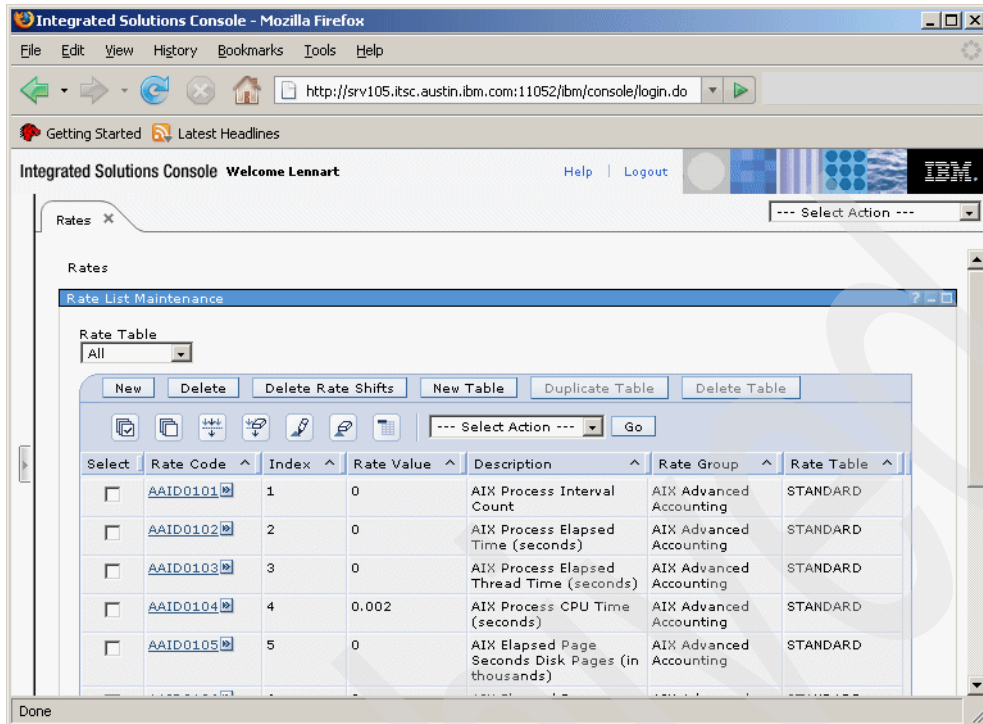 Integrated Solutions Console - Mozilla Firefox
File Edit View History Bookmarks Tools Help
http://srv105.itsc.austin.ibm.com:11052/ibm/console/login.do
Getting Started Latest Headlines
Integrated Solutions Console Welcome Lennart Help | Logout IBM.
Rates --- Select Action ---
Rates
Rate List Maintenance
Rate Table
All
New Delete Delete Rate Shifts New Table Duplicate Table Delete Table
--- Select Action --- Go
Select Rate Code Index Rate Value Description Rate Group Rate Table
AAID0101 1 0 AIX Process Interval AIX Advanced STANDARD
Count Accounting
AAID0102 2 0 AIX Process Elapsed AIX Advanced STANDARD
Time (seconds) Accounting
AAID0103 3 0 AIX Process Elapsed AIX Advanced STANDARD
Thread Time (seconds) Accounting
AAID0104 4 0.002 AIX Process CPU Time AIX Advanced STANDARD
(seconds) Accounting
AAID0105 5 0 AIX Elapsed Page AIX Advanced STANDARD
Seconds Disk Pages (in Accounting
thousands)
Done